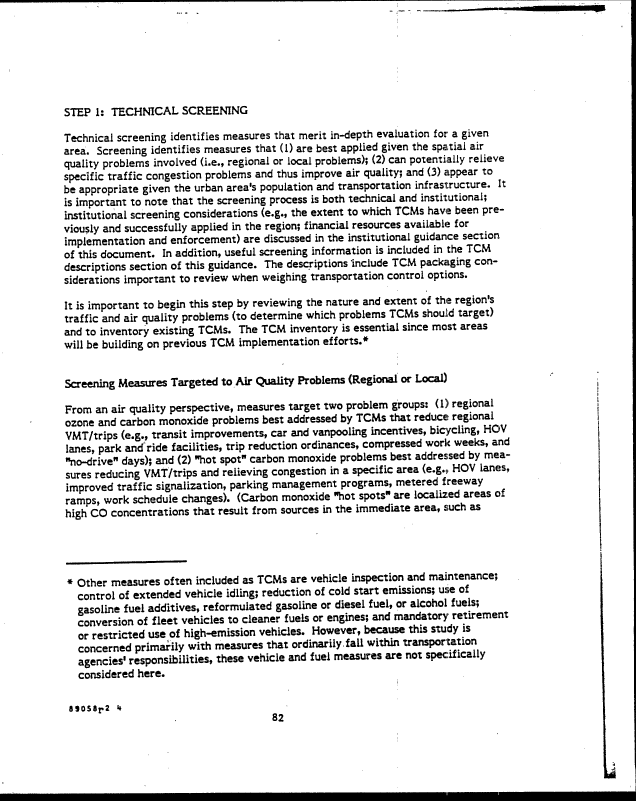 STEP 1: TECHNICAL SCREENING
Technical screening identifies measures that merit in-depth evaluation for a given
area. Screening identifies measures that (1) are best applied given the spatial air
quality problems involved (i.e., regional or local problems); (2) can potentially relieve
specific traffic congestion problems and thus improve air quality; and (3) appear to
be appropriate given the urban area's population and transportation infrastructure. It
is important to note that the screening process is both technical and institutional;
institutional screening considerations (e.g., the extent to which TCMs have been pre-
viously and successfully applied in the region; financial resources available for
implementation and enforcement) are discussed in the institutional guidance section
of this document. In addition, useful screening information is included in the TCM
descriptions section of this guidance. The descriptions include TCM packaging con-
siderations important to review when weighing transportation control options.
It is important to begin this step by reviewing the nature and extent of the region's
traffic and air quality problems (to determine which problems TCMs should target)
and to inventory existing TCMs. The TCM inventory is essential since most areas
will be building on previous TCM implementation efforts.*
Screening Measures Targeted to Air Quality Problems (Regional or Local)
From an air quality perspective, measures target two problem groups: (1) regional
ozone and carbon monoxide problems best addressed by TCMs that reduce regional
VMT/trips (e.g., transit improvements, car and vanpooling incentives, bicycling, HOV
lanes, park and ride facilities, trip reduction ordinances, compressed work weeks, and
"no-drive" days); and (2) "hot spot" carbon monoxide problems best addressed by mea-
sures reducing VMT/trips and relieving congestion in a specific area (e.g., HOV lanes,
improved traffic signalization, parking management programs, metered freeway
ramps, work schedule changes). (Carbon monoxide "hot spots" are localized areas of
high CO concentrations that result from sources in the immediate area, such as
* Other measures often included as TCMs are vehicle inspection and maintenance;
control of extended vehicle idling; reduction of cold start emissions; use of
gasoline fuel additives, reformulated gasoline or diesel fuel, or alcohol fuels;
conversion of fleet vehicles to cleaner fuels or engines; and mandatory retirement
or restricted use of high-emission vehicles. However, because this study is
concerned primarily with measures that ordinarily fall within transportation
agencies' responsibilities, these vehicle and fuel measures are not specifically
considered here.
89058r2 4
82